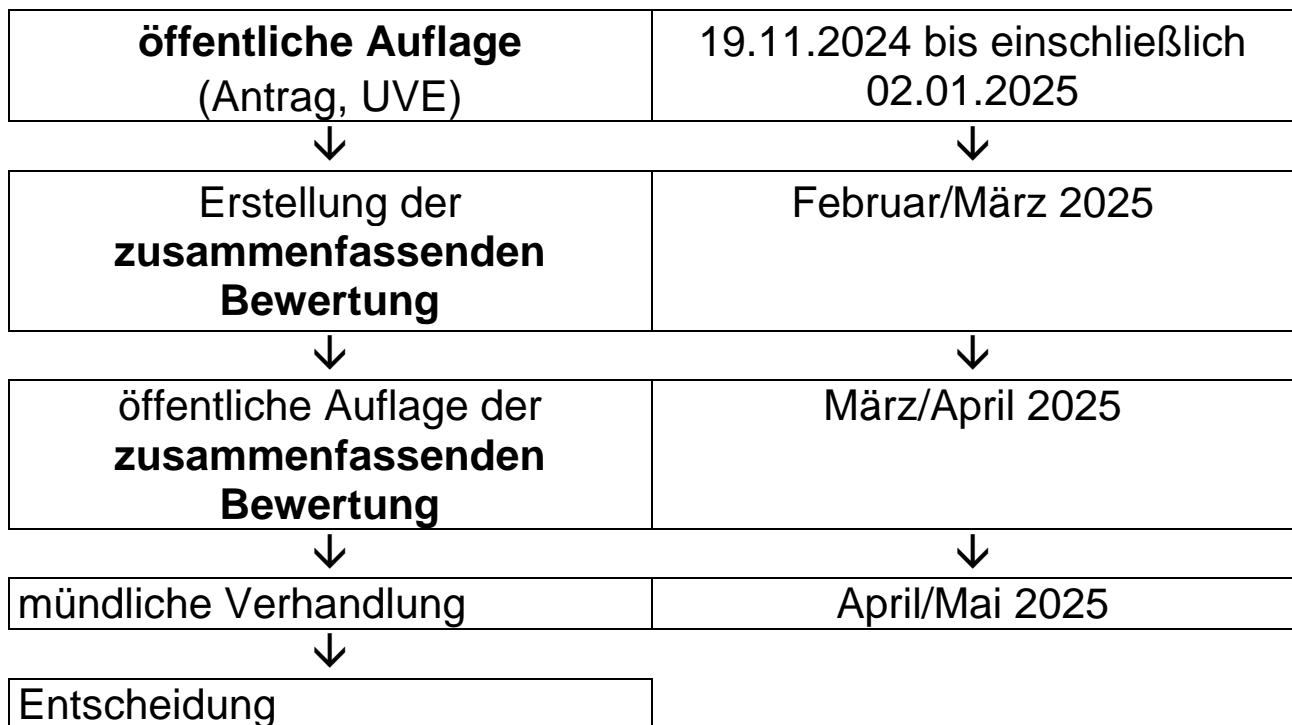 öffentliche Auflage
(Antrag, UVE)
19.11.2024 bis einschließlich
02.01.2025
Erstellung der
zusammenfassenden
Bewertung
Februar/März 2025
öffentliche Auflage der
zusammenfassenden
Bewertung
März/April 2025
mündliche Verhandlung
April/Mai 2025
Entscheidung